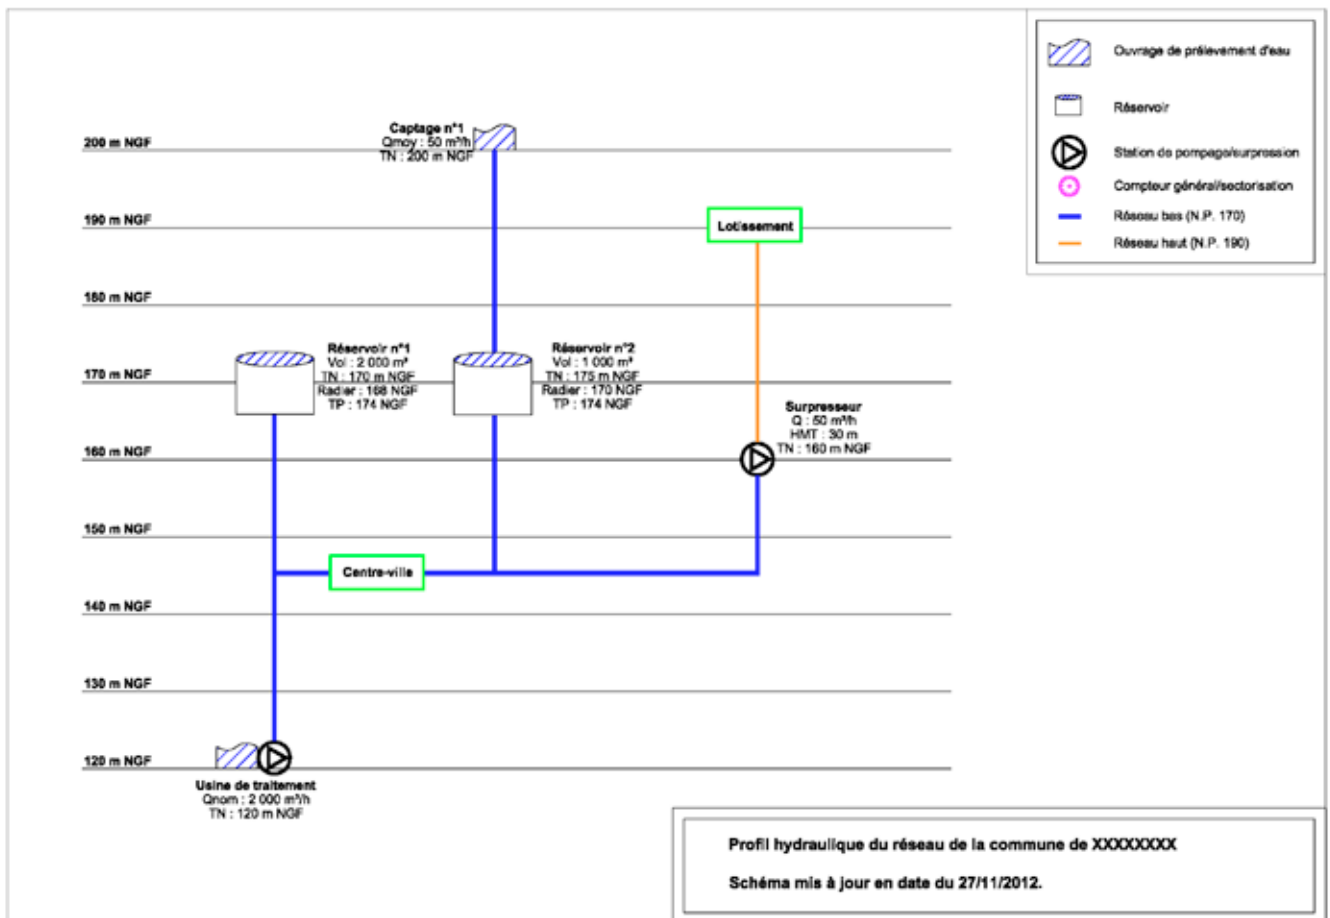 Ouvrage de prélevement d'eau
Réservoir
Station de pompage/surpression
Compteur général/sectorisation
Réseau bas (N.P. 170)
Réseau haut (N.P. 190)
200 m NGF
190 m NGF
180 m NGF
170 m NGF
160 m NGF
150 m NGF
140 m NGF
130 m NGF
120 m NGF
Captage n°1
Qmoy : 50 m³/h
TN : 200 m NGF
Lotissement
Réservoir n°1
Vol : 2 000 m³
TN : 170 m NGF
Radier : 168 NGF
TP : 174 NGF
Réservoir n°2
Vol : 1 000 m³
TN : 175 m NGF
Radier : 170 NGF
TP : 174 NGF
Surpresseur
Q : 50 m³/h
HMT : 30 m
TN : 160 m NGF
Centre-ville
Usine de traitement
Qnom : 2 000 m³/h
TN : 120 m NGF
Profil hydraulique du réseau de la commune de XXXXXXXX
Schéma mis à jour en date du 27/11/2012.